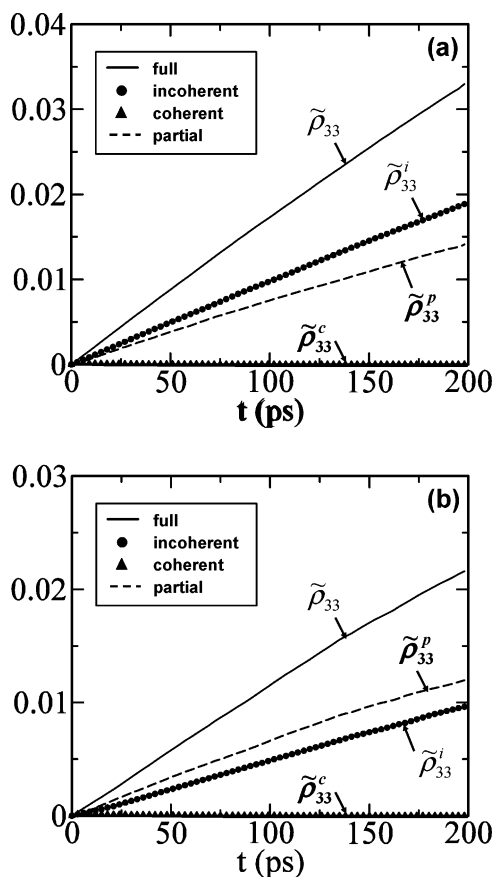 0.04
(a)
full
incoherent
coherent
partial
0.03
ρ̃₃₃
0.02
ρ̃₃₃ⁱ
0.01
ρ̃₃₃ᵖ
ρ̃₃₃ᶜ
0
0 50 100 150 200
t (ps)
0.03
(b)
full
incoherent
coherent
partial
0.02
ρ̃₃₃
ρ̃₃₃ᵖ
0.01
ρ̃₃₃ⁱ
ρ̃₃₃ᶜ
0
0 50 100 150 200
t (ps)